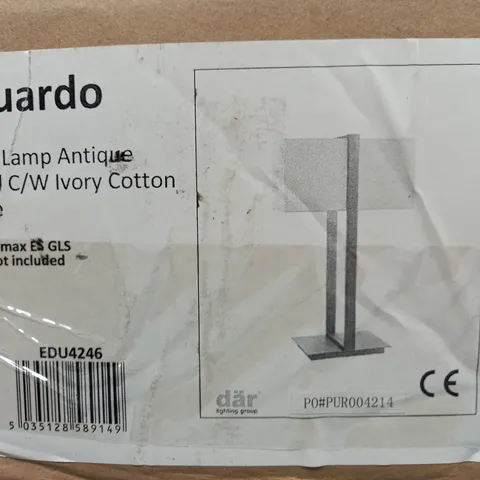 uardo
Lamp Antique
C/W Ivory Cotton
max ES GLS
ot included
EDU4246
5 035128 589149
där
lighting group
PO#PUR004214
CE